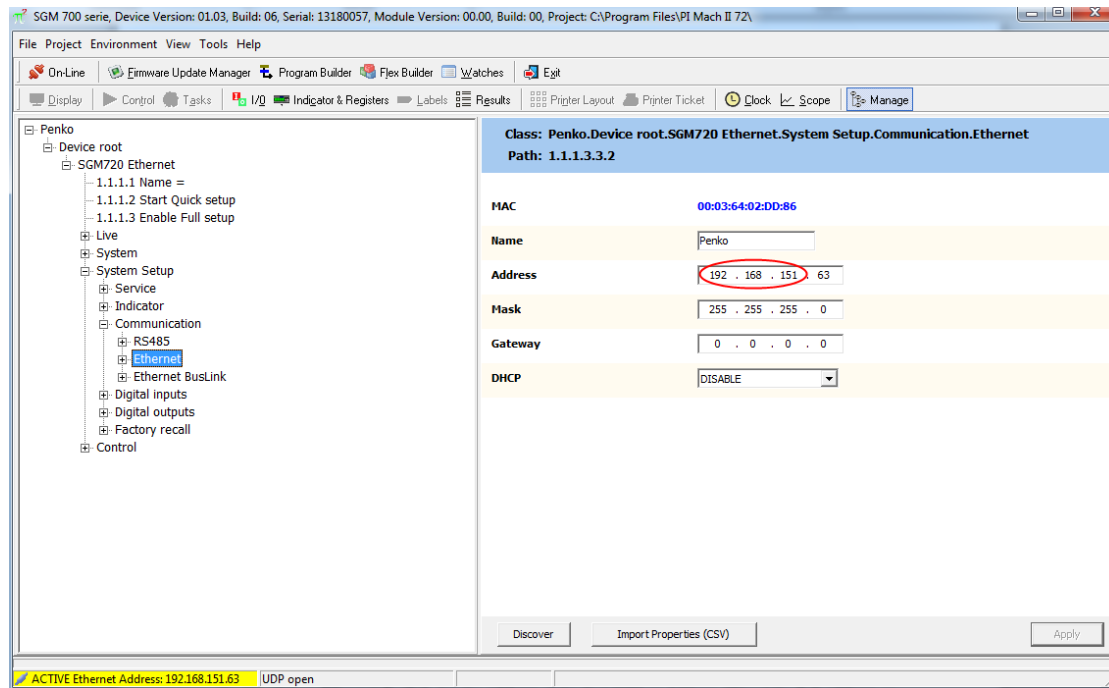 SGM 700 serie, Device Version: 01.03, Build: 06, Serial: 13180057, Module Version: 00.00, Build: 00, Project: C:\Program Files\PI Mach II 72\
File Project Environment View Tools Help
On-Line Firmware Update Manager Program Builder Flex Builder Watches Exit
Display Control Tasks I/O Indicator & Registers Labels Results Printer Layout Printer Ticket Clock Scope Manage
Penko
Device root
SGM720 Ethernet
1.1.1.1 Name =
1.1.1.2 Start Quick setup
1.1.1.3 Enable Full setup
Live
System
System Setup
Service
Indicator
Communication
RS485
Ethernet
Ethernet BusLink
Digital inputs
Digital outputs
Factory recall
Control
Class: Penko.Device root.SGM720 Ethernet.System Setup.Communication.Ethernet
Path: 1.1.1.3.3.2
MAC 00:03:64:02:DD:86
Name Penko
Address 192 . 168 . 151 . 63
Mask 255 . 255 . 255 . 0
Gateway 0 . 0 . 0 . 0
DHCP DISABLE
Discover Import Properties (CSV) Apply
ACTIVE Ethernet Address: 192.168.151.63 UDP open